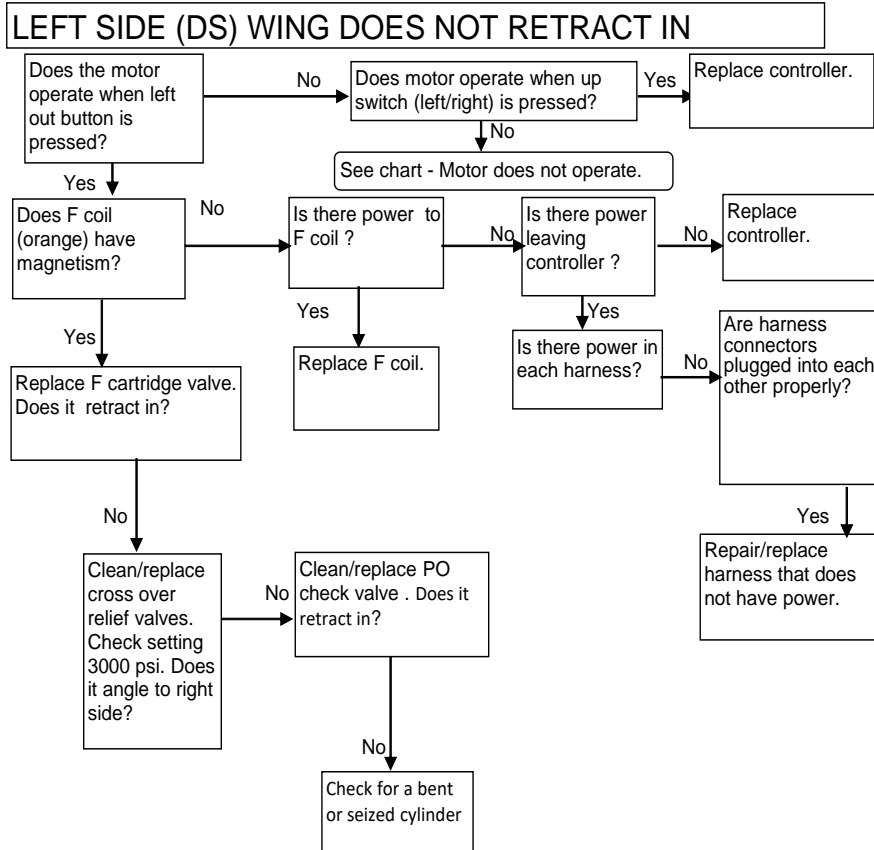 LEFT SIDE (DS) WING DOES NOT RETRACT IN
Does the motor
operate when left
out button is
pressed?
No
Does motor operate when up
switch (left/right) is pressed?
Yes
Replace controller.
No
See chart - Motor does not operate.
Yes
Does F coil
(orange) have
magnetism?
No
Is there power to
F coil ?
No
Is there power
leaving
controller ?
No
Replace
controller.
Yes
Replace F cartridge valve.
Does it retract in?
Yes
Replace F coil.
Yes
Is there power in
each harness?
No
Are harness
connectors
plugged into each
other properly?
Yes
Repair/replace
harness that does
not have power.
No
Clean/replace
cross over
relief valves.
Check setting
3000 psi. Does
it angle to right
side?
No
Clean/replace PO
check valve . Does it
retract in?
No
Check for a bent
or seized cylinder